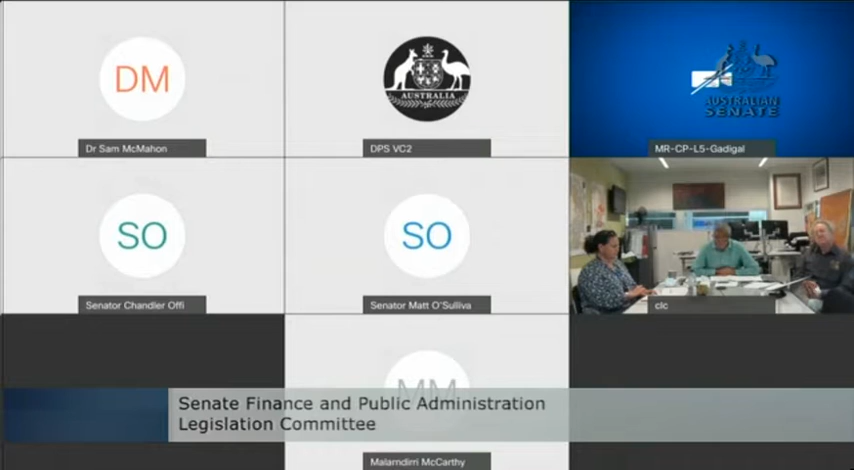 DM
AUSTRALIA
AUSTRALIAN
SENATE
Dr Sam McMahon
DPS VC2
MR-CP-L5-Gadigal
SO
SO
Senator Chandler Offi
Senator Matt O'Sulliva
clc
MM
Senate Finance and Public Administration
Legislation Committee
Malarndirri McCarthy